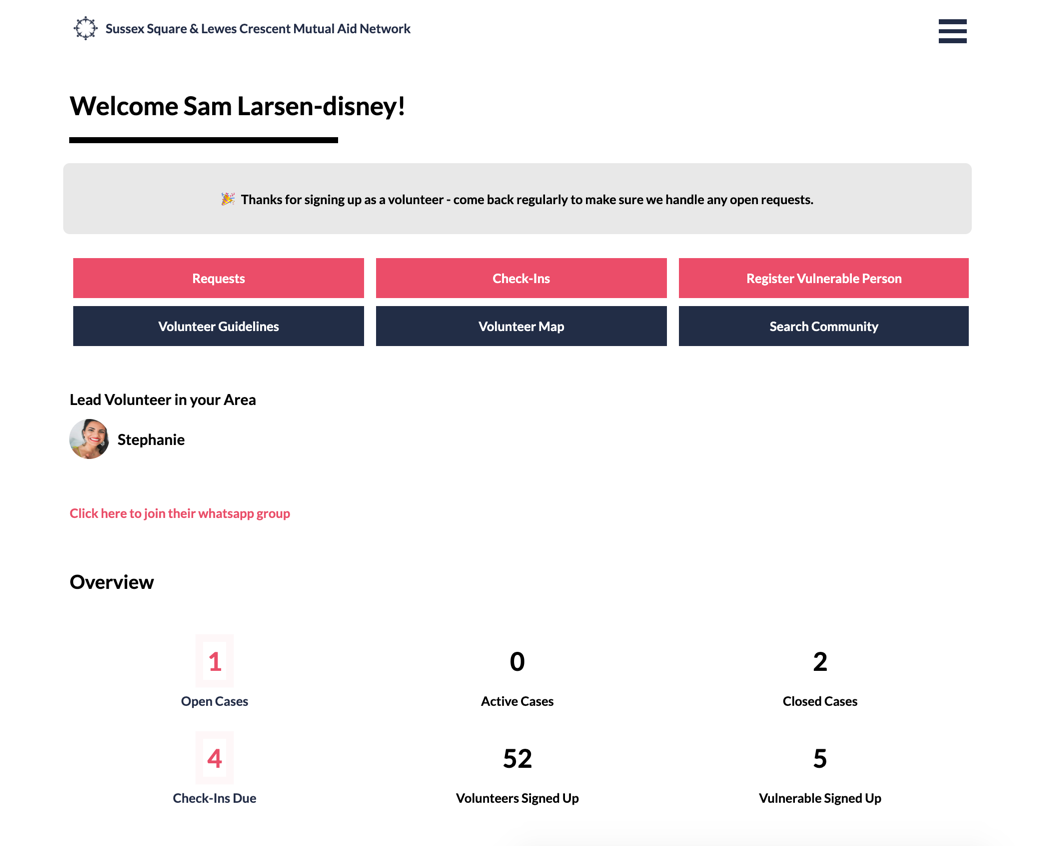 Sussex Square & Lewes Crescent Mutual Aid Network
Welcome Sam Larsen-disney!
🎉 Thanks for signing up as a volunteer - come back regularly to make sure we handle any open requests.
Requests
Check-Ins
Register Vulnerable Person
Volunteer Guidelines
Volunteer Map
Search Community
Lead Volunteer in your Area
Stephanie
Click here to join their whatsapp group
Overview
1
Open Cases
0
Active Cases
2
Closed Cases
4
Check-Ins Due
52
Volunteers Signed Up
5
Vulnerable Signed Up